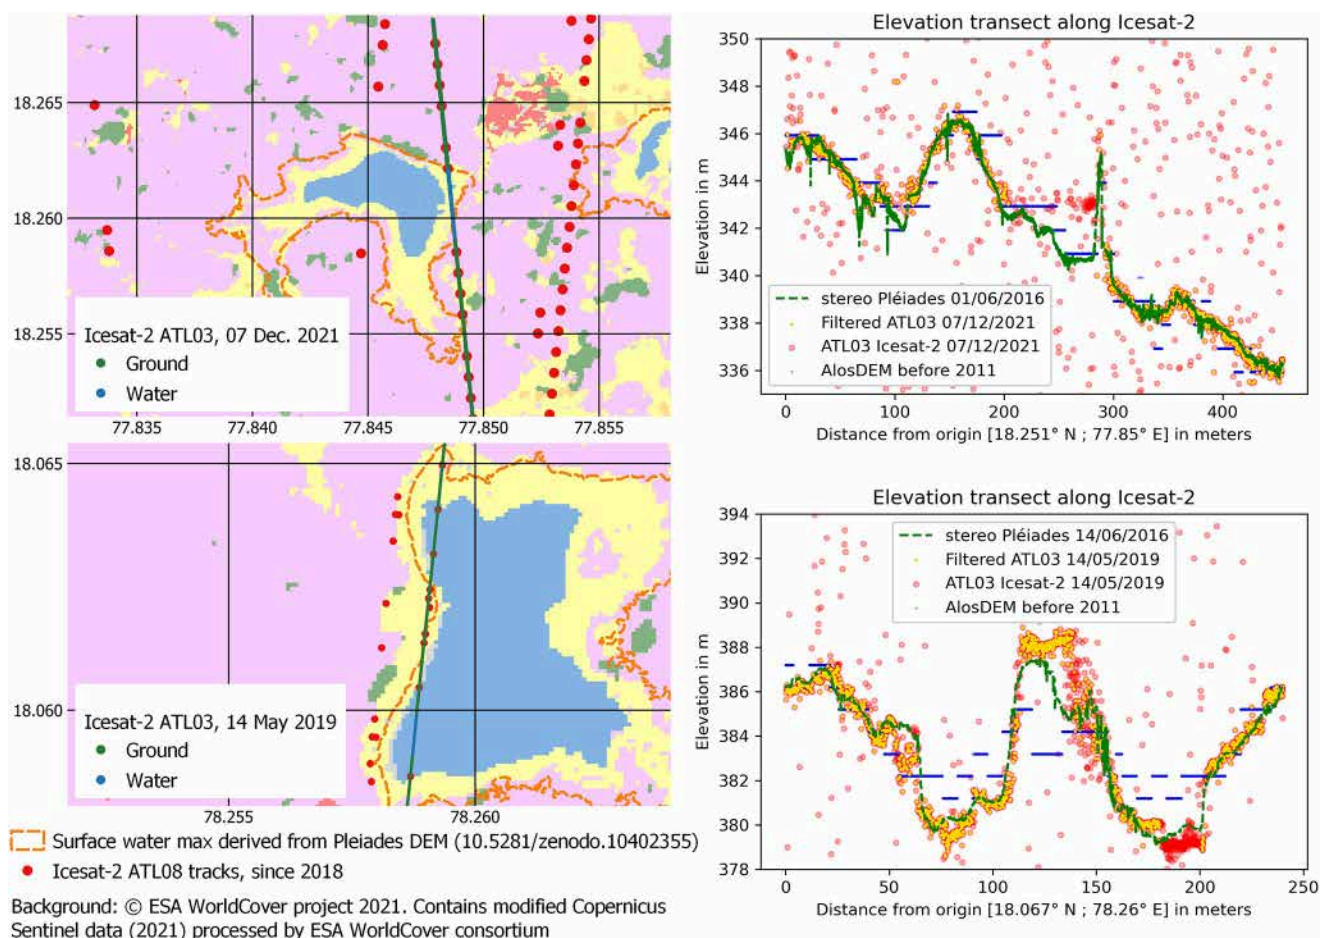 18.265
18.260
18.255
77.835
77.840
77.845
77.850
77.855
Icesat-2 ATL03, 07 Dec. 2021
Ground
Water
Elevation transect along Icesat-2
350
348
346
344
342
340
338
336
Elevation in m
stereo Pléiades 01/06/2016
Filtered ATL03 07/12/2021
ATL03 Icesat-2 07/12/2021
AlosDEM before 2011
0
100
200
300
400
Distance from origin [18.251° N ; 77.85° E] in meters
18.065
18.060
78.255
78.260
Icesat-2 ATL03, 14 May 2019
Ground
Water
Elevation transect along Icesat-2
394
392
390
388
386
384
382
380
378
Elevation in m
stereo Pléiades 14/06/2016
Filtered ATL03 14/05/2019
ATL03 Icesat-2 14/05/2019
AlosDEM before 2011
0
50
100
150
200
250
Distance from origin [18.067° N ; 78.26° E] in meters
Surface water max derived from Pleiades DEM (10.5281/zenodo.10402355)
Icesat-2 ATL08 tracks, since 2018
Background: © ESA WorldCover project 2021. Contains modified Copernicus
Sentinel data (2021) processed by ESA WorldCover consortium